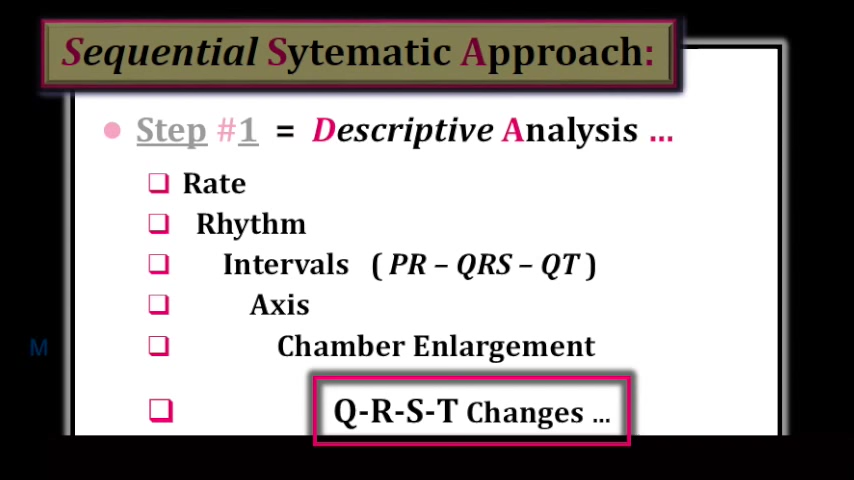 Sequential Sytematic Approach:
Step #1 = Descriptive Analysis ...
Rate
Rhythm
Intervals ( PR – QRS – QT )
Axis
M
Chamber Enlargement
Q-R-S-T Changes ...